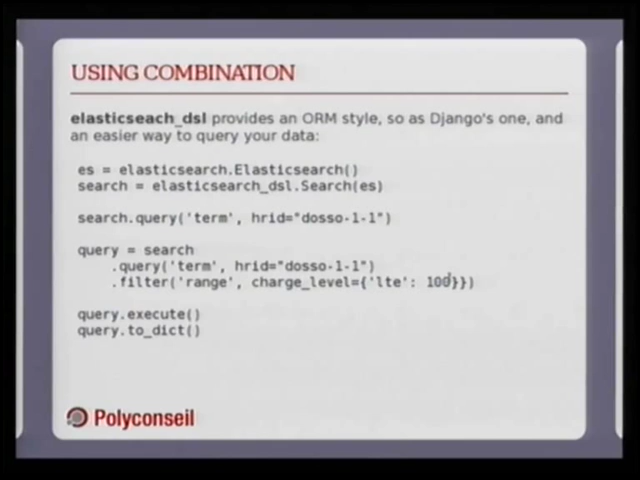 USING COMBINATION
elasticseach_dsl provides an ORM style, so as Django's one, and
an easier way to query your data:
es = elasticsearch.Elasticsearch()
search = elasticsearch_dsl.Search(es)
search.query('term', hrid="dosso-1-1")
query = search
.query('term', hrid="dosso-1-1")
.filter('range', charge_level={'lte': 100}})
query.execute()
query.to_dict()
Polyconseil